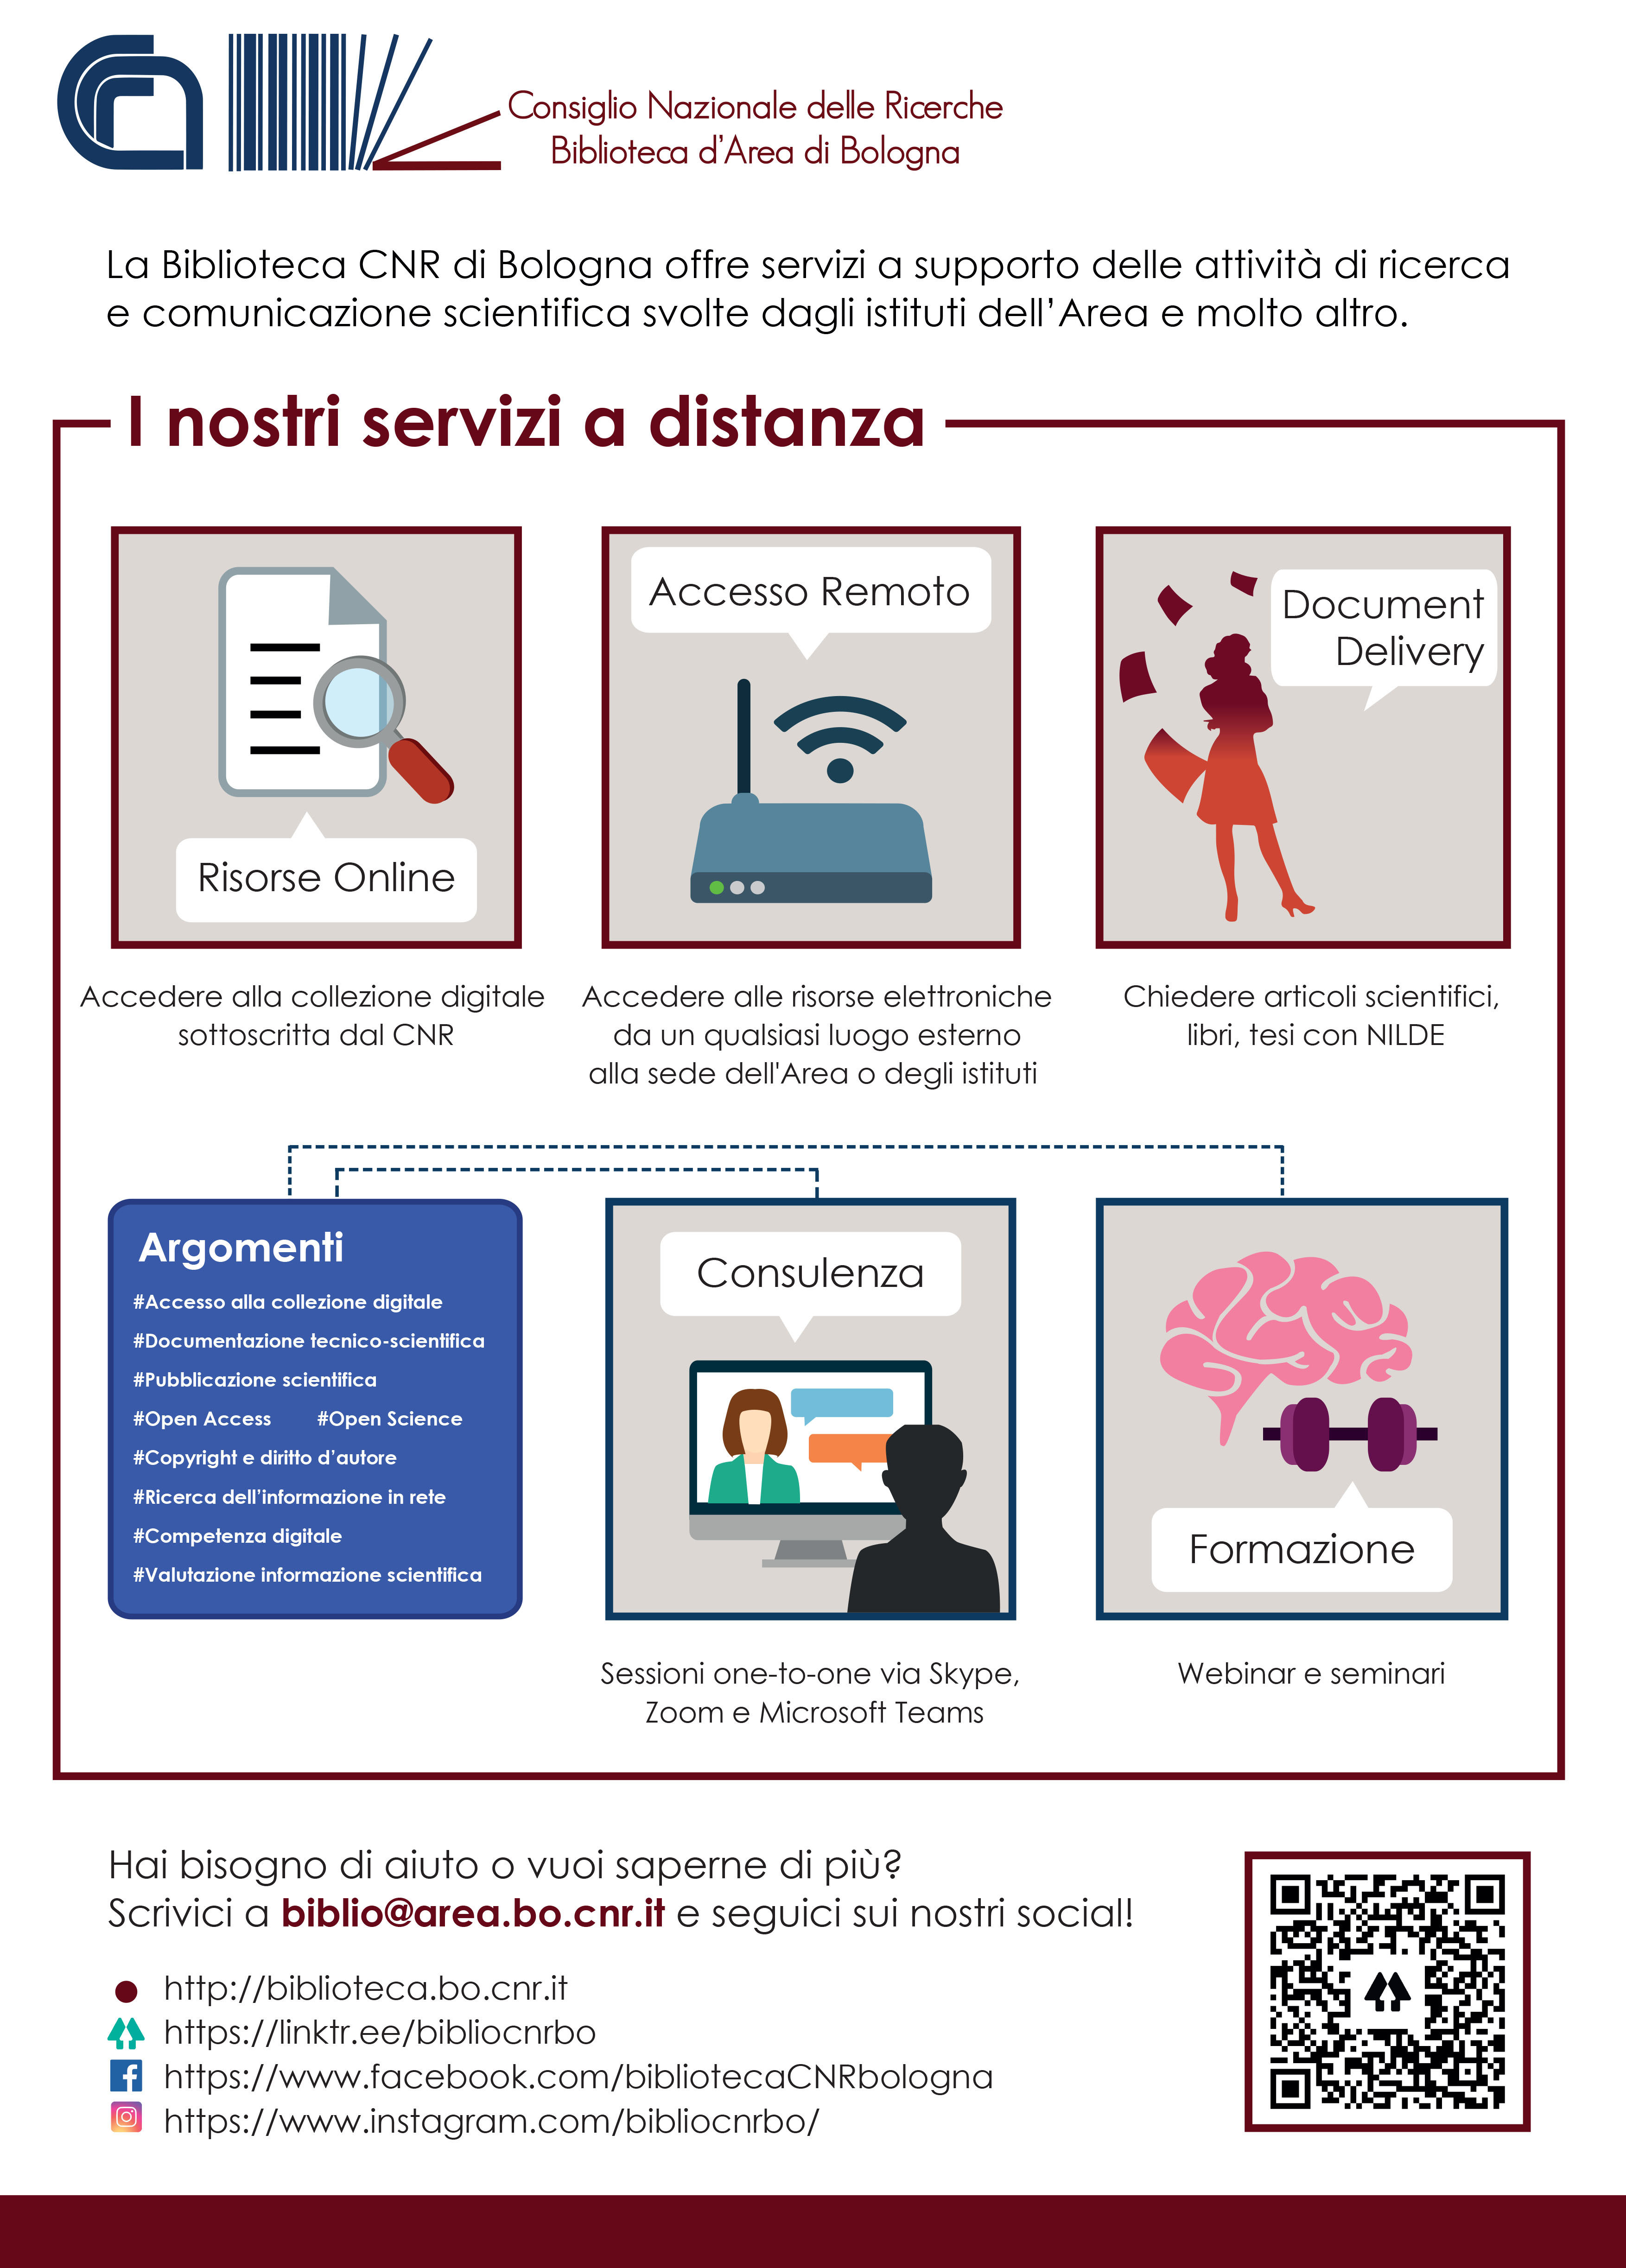 Consiglio Nazionale delle Ricerche
Biblioteca d'Area di Bologna
La Biblioteca CNR di Bologna offre servizi a supporto delle attività di ricerca
e comunicazione scientifica svolte dagli istituti dell'Area e molto altro.
I nostri servizi a distanza
Risorse Online
Accedere alla collezione digitale
sottoscritta dal CNR
Accesso Remoto
Accedere alle risorse elettroniche
da un qualsiasi luogo esterno
alla sede dell'Area o degli istituti
Document
Delivery
Chiedere articoli scientifici,
libri, tesi con NILDE
Argomenti
#Accesso alla collezione digitale
#Documentazione tecnico-scientifica
#Pubblicazione scientifica
#Open Access #Open Science
#Copyright e diritto d'autore
#Ricerca dell'informazione in rete
#Competenza digitale
#Valutazione informazione scientifica
Consulenza
Sessioni one-to-one via Skype,
Zoom e Microsoft Teams
Formazione
Webinar e seminari
Hai bisogno di aiuto o vuoi saperne di più?
Scrivici a biblio@area.bo.cnr.it e seguici sui nostri social!
http://biblioteca.bo.cnr.it
https://linktr.ee/bibliocnrbo
https://www.facebook.com/bibliotecaCNRbologna
https://www.instagram.com/bibliocnrbo/